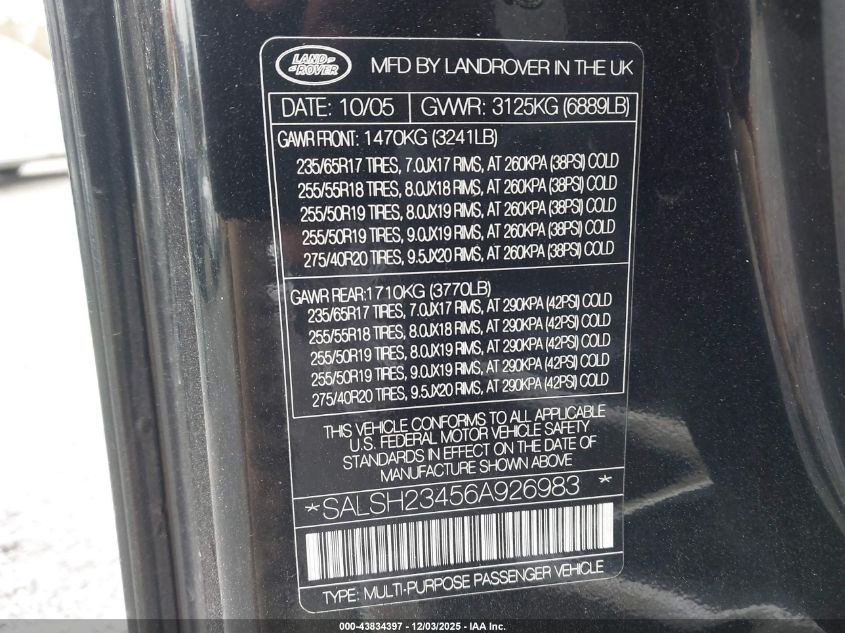 LAND ROVER
MFD BY LANDROVER IN THE UK
DATE: 10/05 GVWR: 3125KG (6889LB)
GAWR FRONT: 1470KG (3241LB)
235/65R17 TIRES, 7.0JX17 RIMS, AT 260KPA (38PSI) COLD
255/55R18 TIRES, 8.0JX18 RIMS, AT 260KPA (38PSI) COLD
255/50R19 TIRES, 8.0JX19 RIMS, AT 260KPA (38PSI) COLD
255/50R19 TIRES, 9.0JX19 RIMS, AT 260KPA (38PSI) COLD
275/40R20 TIRES, 9.5JX20 RIMS, AT 260KPA (38PSI) COLD
GAWR REAR:1710KG (3770LB)
235/65R17 TIRES, 7.0JX17 RIMS, AT 290KPA (42PSI) COLD
255/55R18 TIRES, 8.0JX18 RIMS, AT 290KPA (42PSI) COLD
255/50R19 TIRES, 8.0JX19 RIMS, AT 290KPA (42PSI) COLD
255/50R19 TIRES, 9.0JX19 RIMS, AT 290KPA (42PSI) COLD
275/40R20 TIRES, 9.5JX20 RIMS, AT 290KPA (42PSI) COLD
THIS VEHICLE CONFORMS TO ALL APPLICABLE
U.S. FEDERAL MOTOR VEHICLE SAFETY
STANDARDS IN EFFECT ON THE DATE OF
MANUFACTURE SHOWN ABOVE
*SALSH23456A926983*
TYPE: MULTI-PURPOSE PASSENGER VEHICLE
000-43834397 - 12/03/2025 - IAA Inc.